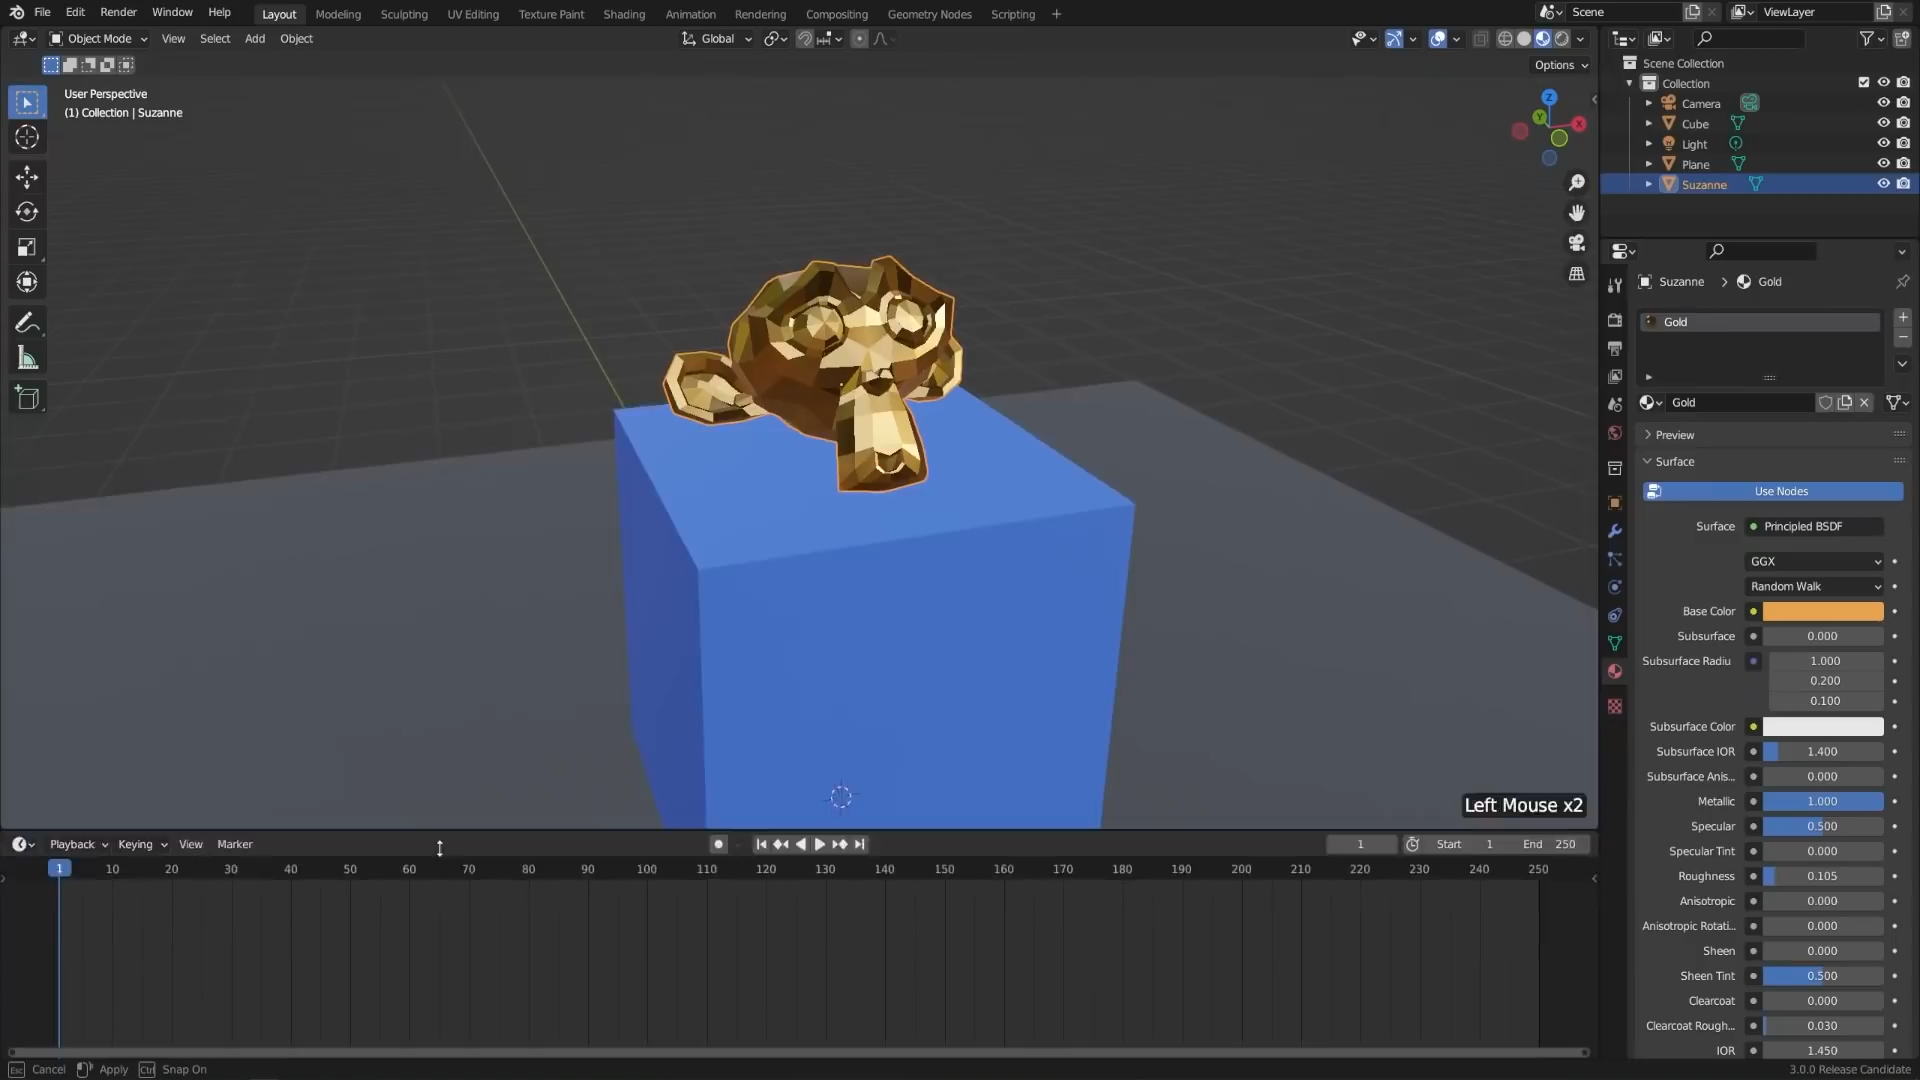 File Edit Render Window Help Layout Modeling Sculpting UV Editing Texture Paint Shading Animation Rendering Compositing Geometry Nodes Scripting + Scene ViewLayer
Object Mode View Select Add Object Global
Options
User Perspective
(1) Collection | Suzanne
Z
Y
X
Left Mouse x2
Scene Collection
Collection
Camera
Cube
Light
Plane
Suzanne
Suzanne > Gold
Gold
Gold
Preview
Surface
Use Nodes
Surface Principled BSDF
GGX
Random Walk
Base Color
Subsurface 0.000
Subsurface Radiu 1.000
0.200
0.100
Subsurface Color
Subsurface IOR 1.400
Subsurface Anis... 0.000
Metallic 1.000
Specular 0.500
Specular Tint 0.000
Roughness 0.105
Anisotropic 0.000
Anisotropic Rotati... 0.000
Sheen 0.000
Sheen Tint 0.500
Clearcoat 0.000
Clearcoat Rough... 0.030
IOR 1.450
Playback Keying View Marker 1 Start 1 End 250
1 10 20 30 40 50 60 70 80 90 100 110 120 130 140 150 160 170 180 190 200 210 220 230 240 250
Esc Cancel Apply Ctrl Snap On 3.0.0 Release Candidate